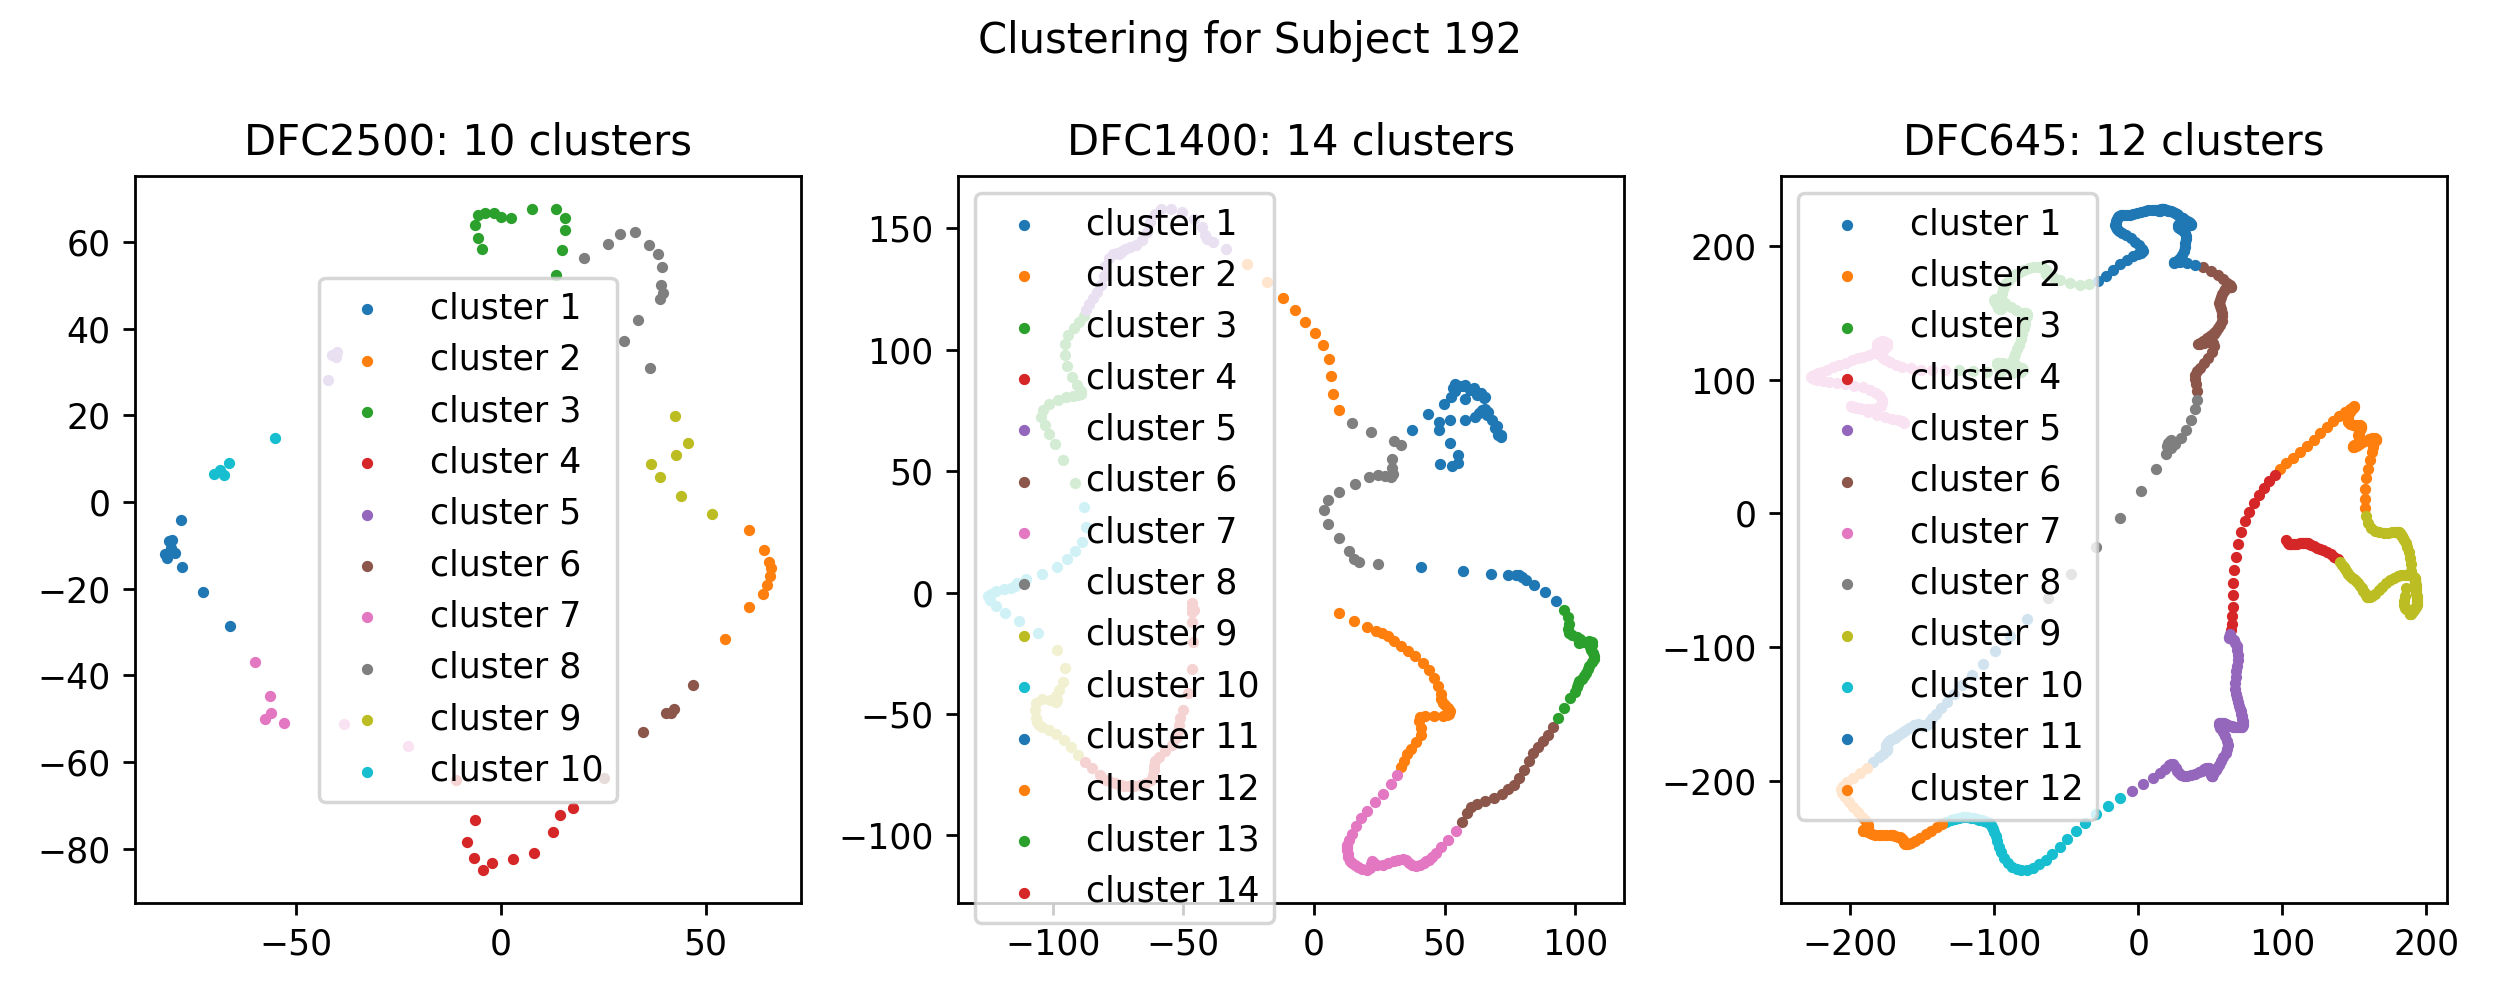 Clustering for Subject 192
DFC2500: 10 clusters
60
40
20
0
−20
−40
−60
−80
−50
0
50
cluster 1
cluster 2
cluster 3
cluster 4
cluster 5
cluster 6
cluster 7
cluster 8
cluster 9
cluster 10
DFC1400: 14 clusters
150
100
50
0
−50
−100
−100
−50
0
50
100
cluster 1
cluster 2
cluster 3
cluster 4
cluster 5
cluster 6
cluster 7
cluster 8
cluster 9
cluster 10
cluster 11
cluster 12
cluster 13
cluster 14
DFC645: 12 clusters
200
100
0
−100
−200
−200
−100
0
100
200
cluster 1
cluster 2
cluster 3
cluster 4
cluster 5
cluster 6
cluster 7
cluster 8
cluster 9
cluster 10
cluster 11
cluster 12